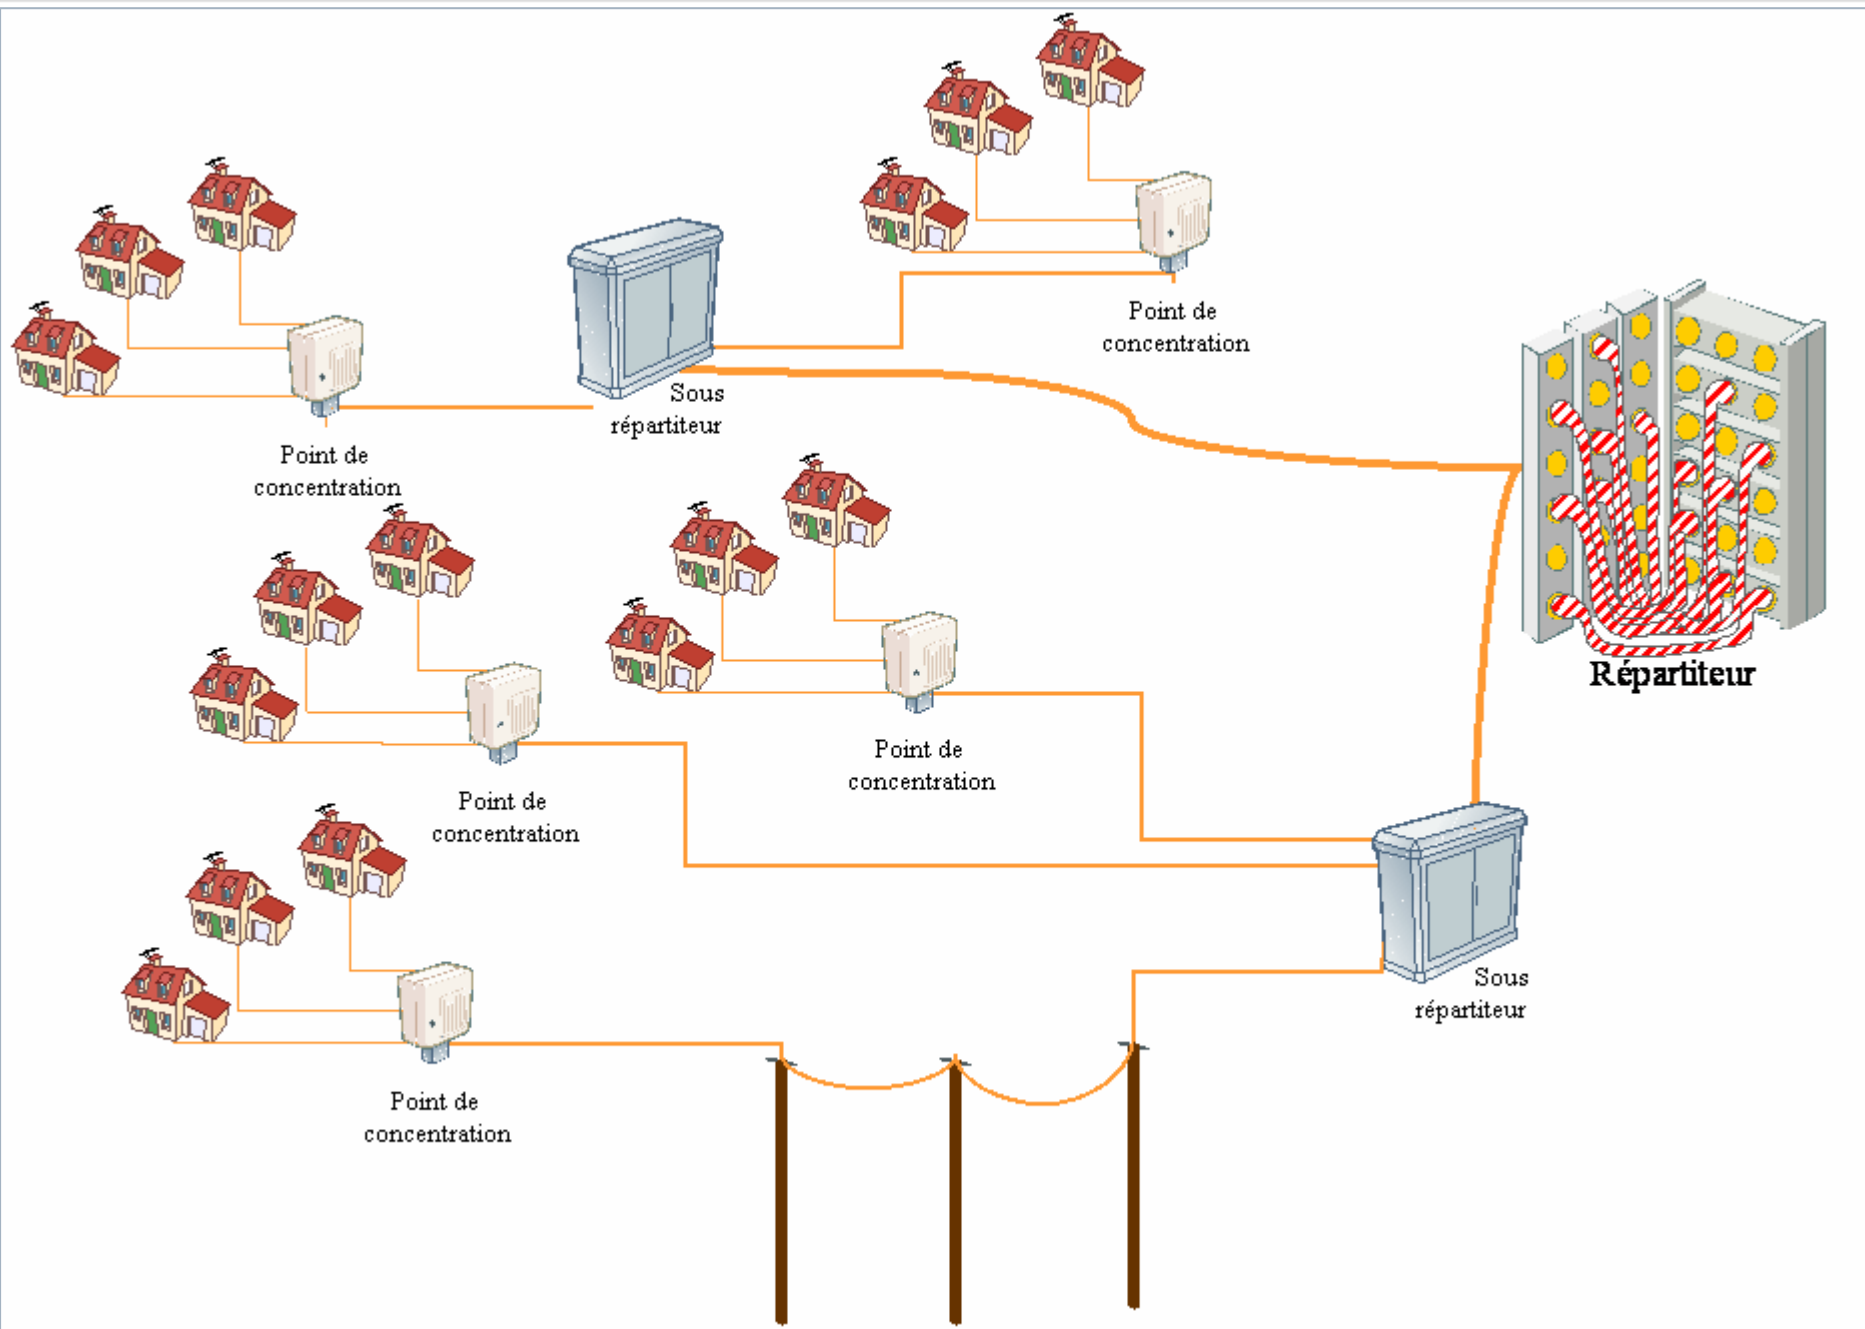 Point de
concentration
Sous
répartiteur
Point de
concentration
Répartiteur
Point de
concentration
Point de
concentration
Sous
répartiteur
Point de
concentration